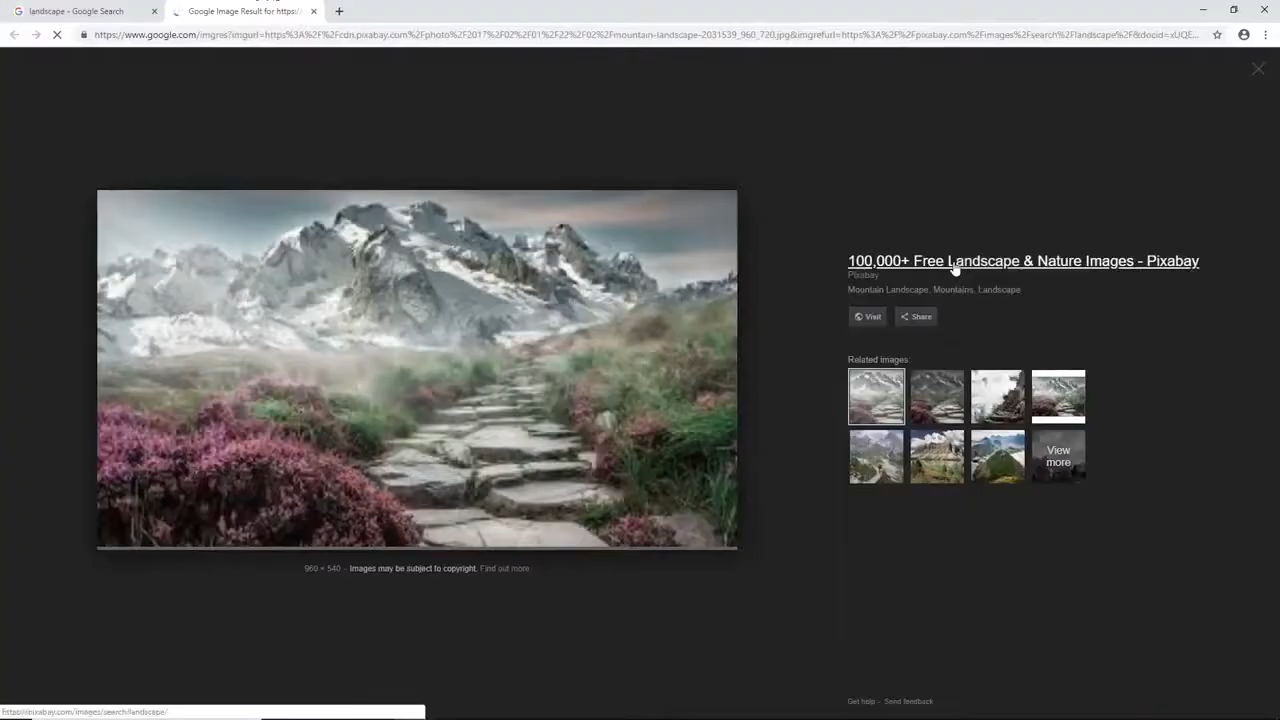 landscape - Google Search
Google Image Result for https:/
https://www.google.com/imgres?imgurl=https%3A%2F%2Fcdn.pixabay.com%2Fphoto%2F2017%2F02%2F01%2F22%2F02%2Fmountain-landscape-2031539_960_720.jpg&imgrefurl=https%3A%2F%2Fpixabay.com%2Fimages%2Fsearch%2Flandscape%2F&docid=xUQE...
100,000+ Free Landscape & Nature Images - Pixabay
Pixabay
Mountain Landscape, Mountains, Landscape
Visit
Share
Related images:
View
more
960 × 540 - Images may be subject to copyright. Find out more
Get help - Send feedback
https://pixabay.com/images/search/landscape/